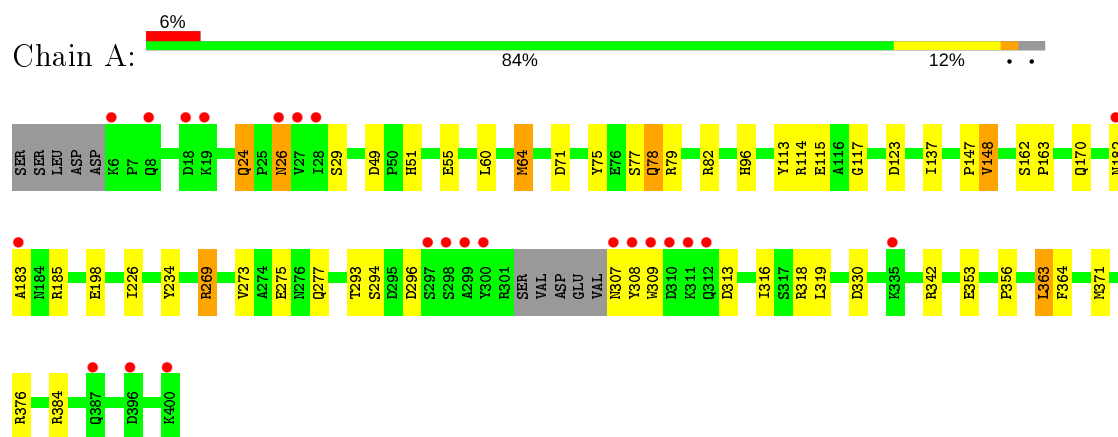 6%
Chain A:
84% 12% • •
SER SER LEU ASP ASP K6 P7 Q8 D18 K19 Q24 P25 N26 V27 I28 S29 D49 P50 H51 E55 L60 M64 D71 Y75 E76 S77 Q78 R79 R82 H96 Y113 R114 E115 A116 G117 D123 I137 P147 V148 S162 P163 Q170 N182
A183 N184 R185 E198 I226 Y234 R269 V273 A274 E275 N276 Q277 T293 S294 D295 D296 S297 S298 A299 Y300 R301 SER VAL ASP GLU VAL N307 Y308 W309 D310 K311 Q312 D313 I316 S317 R318 L319 D330 K335 R342 E353 P356 L363 F364 M371
R376 R384 Q387 D396 K400